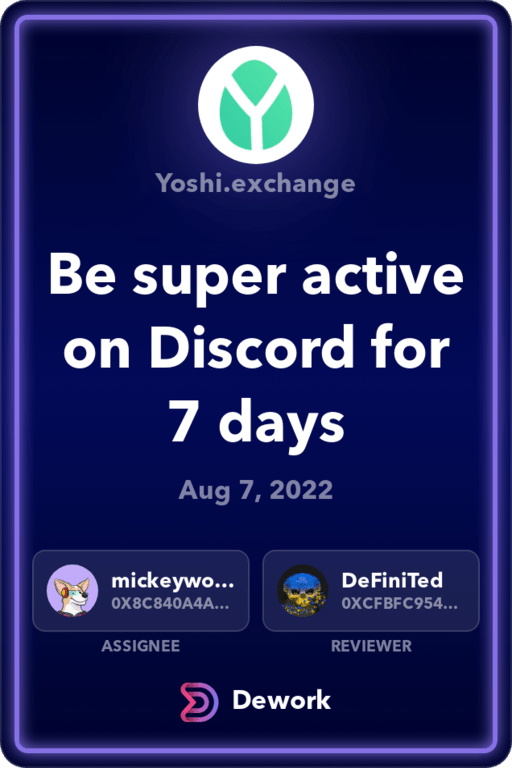 Yoshi.exchange
Be super active
on Discord for
7 days
Aug 7, 2022
mickeywo...
0X8C840A4A...
ASSIGNEE
DeFiniTed
0XCFBFC954...
REVIEWER
Dework